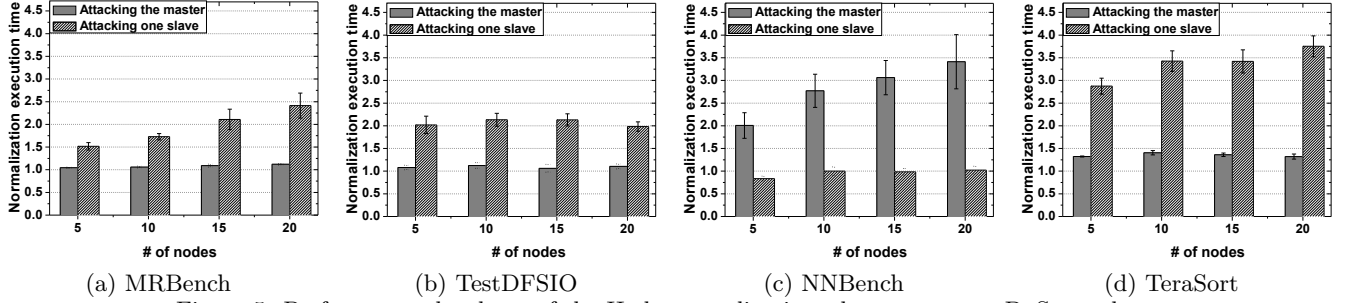 Normalization execution time
4.5
4.0
3.5
3.0
2.5
2.0
1.5
1.0
0.5
0.0
Attacking the master
Attacking one slave
5 10 15 20
# of nodes
(a) MRBench
Normalization execution time
4.5
4.0
3.5
3.0
2.5
2.0
1.5
1.0
0.5
0.0
Attacking the master
Attacking one slave
5 10 15 20
# of nodes
(b) TestDFSIO
Normalization execution time
4.5
4.0
3.5
3.0
2.5
2.0
1.5
1.0
0.5
0.0
Attacking the master
Attacking one slave
5 10 15 20
# of nodes
(c) NNBench
Normalization execution time
4.5
4.0
3.5
3.0
2.5
2.0
1.5
1.0
0.5
0.0
Attacking the master
Attacking one slave
5 10 15 20
# of nodes
(d) TeraSort